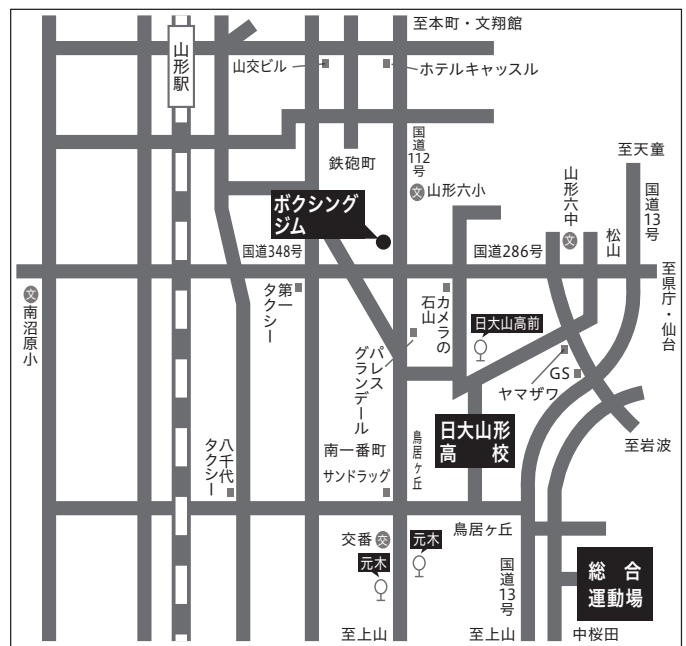 至本町・文翔館
山形駅
山交ビル
ホテルキャッスル
国道112号
鉄砲町
文
山形六小
至天童
国道13号
山形六中
文
松山
ボクシング
ジム
国道348号
国道286号
至県庁・仙台
文
南沼原小
第一
タクシー
カメラの
石山
日大山高前
パレス
グランデール
GS
ヤマザワ
日大山形
高 校
至岩波
八千代
タクシー
南一番町
サンドラッグ
鳥居ヶ丘
交番
交
元木
元木
鳥居ヶ丘
国道13号
総 合
運動場
至上山
至上山
中桜田